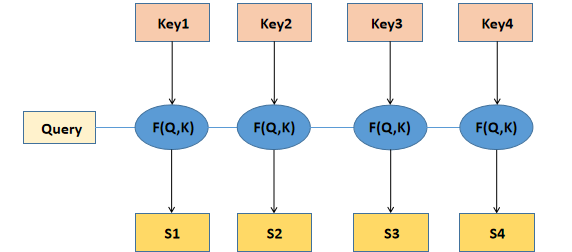 Key1 Key2 Key3 Key4
Query F(Q,K) F(Q,K) F(Q,K) F(Q,K)
S1 S2 S3 S4